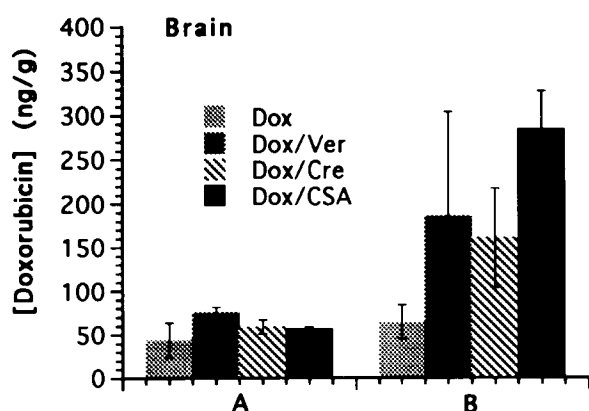 Brain
[Doxorubicin] (ng/g)
400
350
300
250
200
150
100
50
0
Dox
Dox/Ver
Dox/Cre
Dox/CSA
A B